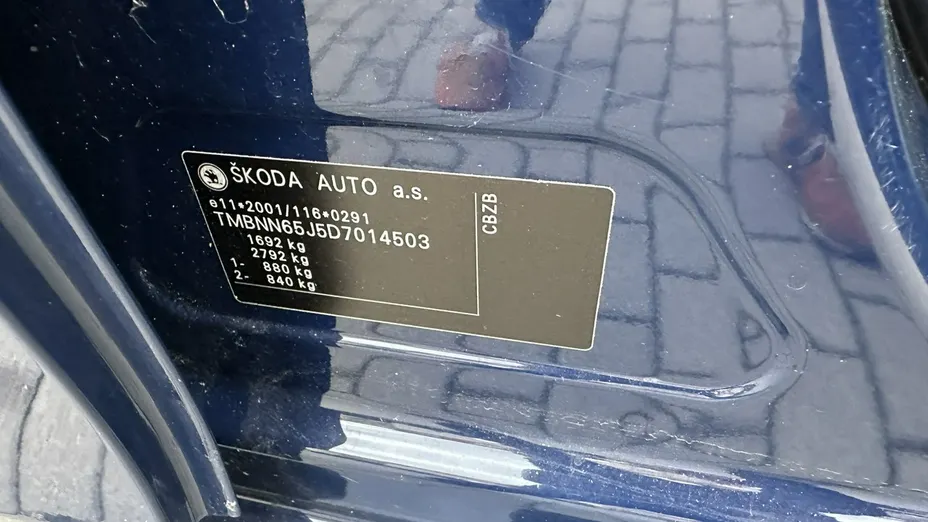 ŠKODA AUTO a.s.
e11*2001/116*0291
TMBNN65J5D7014503
1692 kg
2792 kg
1- 880 kg
2- 840 kg
CBZB